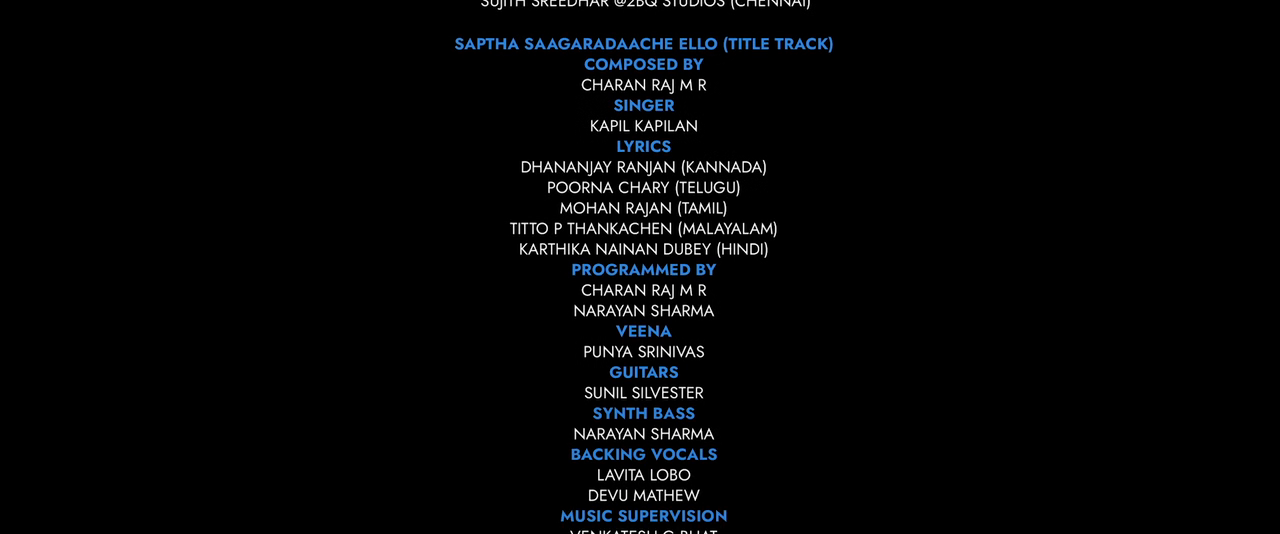 SUJITH SREEDHAR @2BQ STUDIOS (CHENNAI)
SAPTHA SAAGARADAACHE ELLO (TITLE TRACK)
COMPOSED BY
CHARAN RAJ M R
SINGER
KAPIL KAPILAN
LYRICS
DHANANJAY RANJAN (KANNADA)
POORNA CHARY (TELUGU)
MOHAN RAJAN (TAMIL)
TITTO P THANKACHEN (MALAYALAM)
KARTHIKA NAINAN DUBEY (HINDI)
PROGRAMMED BY
CHARAN RAJ M R
NARAYAN SHARMA
VEENA
PUNYA SRINIVAS
GUITARS
SUNIL SILVESTER
SYNTH BASS
NARAYAN SHARMA
BACKING VOCALS
LAVITA LOBO
DEVU MATHEW
MUSIC SUPERVISION
VENKATESH G BHAT